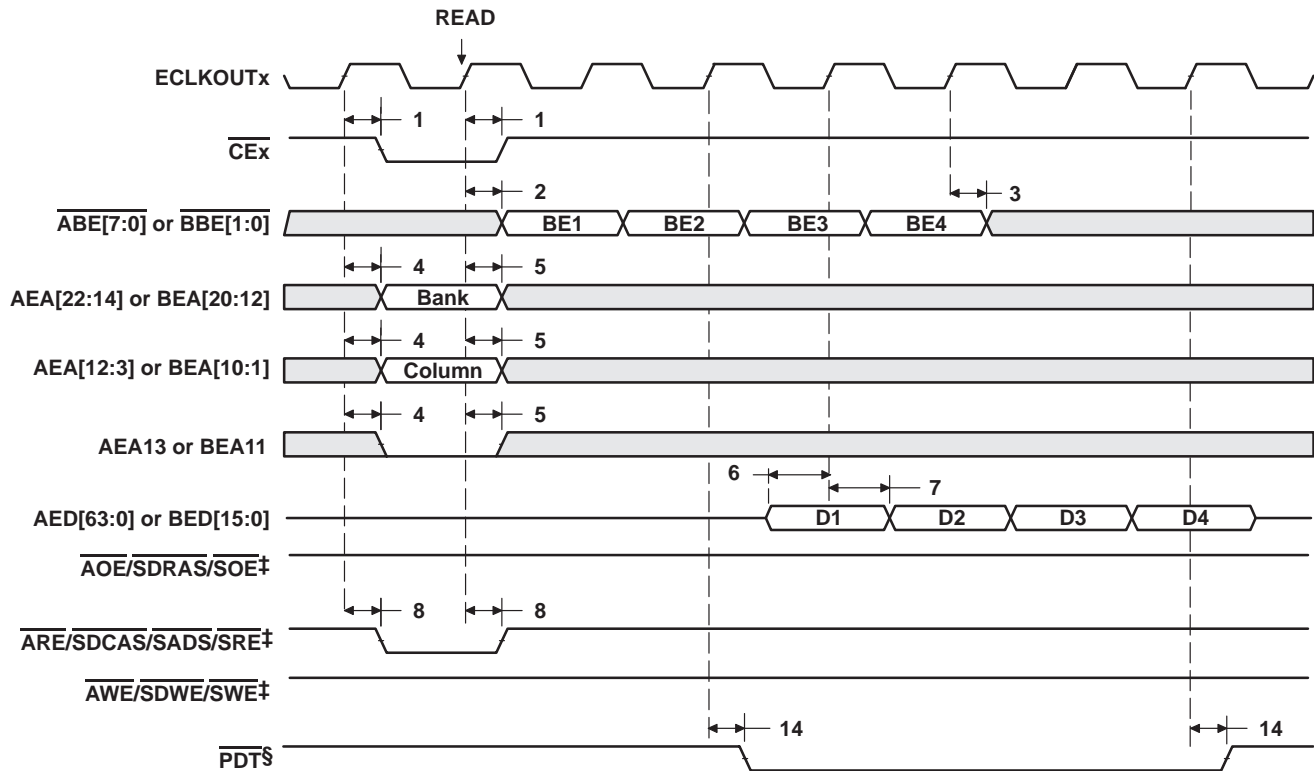 READ
ECLKOUTx
1 1
CEx
2 3
ABE[7:0] or BBE[1:0] BE1 BE2 BE3 BE4
4 5
AEA[22:14] or BEA[20:12] Bank
4 5
AEA[12:3] or BEA[10:1] Column
4 5
AEA13 or BEA11
6 7
AED[63:0] or BED[15:0] D1 D2 D3 D4
AOE/SDRAS/SOE‡
8 8
ARE/SDCAS/SADS/SRE‡
AWE/SDWE/SWE‡
14 14
PDT§